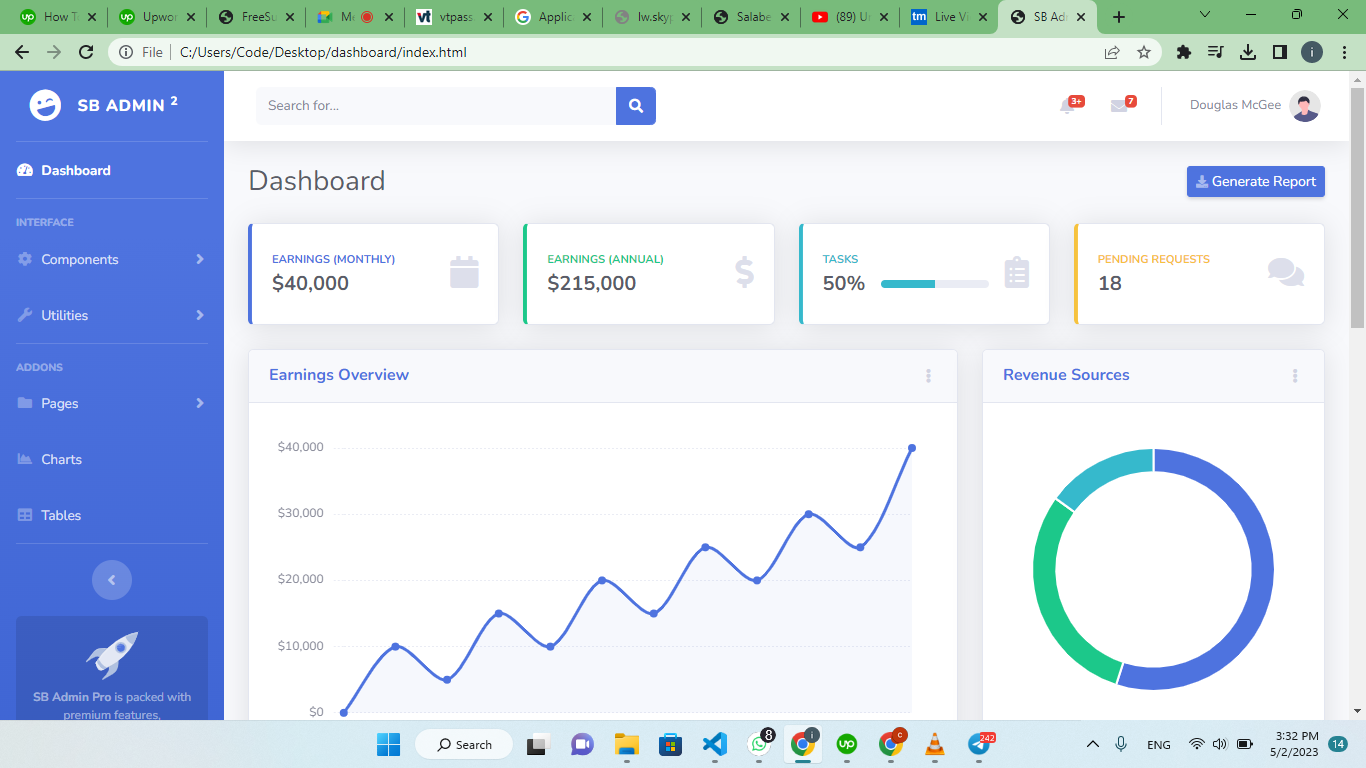 How T
Upwor
FreeSu
Me
vtpass
Applica
lw.skyp
Salabe
(89) U
Live Vi
SB Adm
File
C:/Users/Code/Desktop/dashboard/index.html
i
SB ADMIN 2
Search for...
3+
7
Douglas McGee
Dashboard
Dashboard
Generate Report
INTERFACE
Components
Utilities
ADDONS
Pages
Charts
Tables
SB Admin Pro is packed with
premium features,
EARNINGS (MONTHLY)
$40,000
EARNINGS (ANNUAL)
$215,000
TASKS
50%
PENDING REQUESTS
18
Earnings Overview
Revenue Sources
$40,000
$30,000
$20,000
$10,000
$0
Search
8
i
up
c
242
ENG
3:32 PM
5/2/2023
14